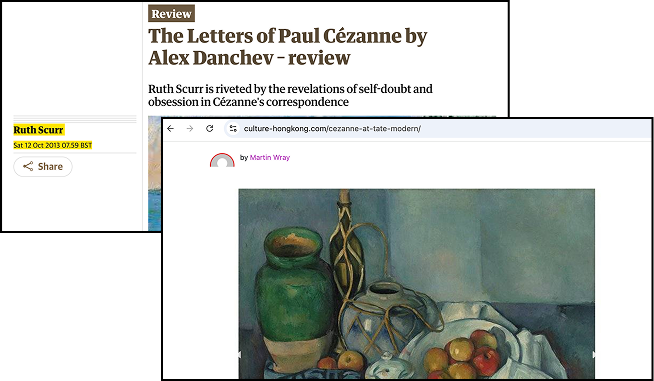 Review
The Letters of Paul Cézanne by
Alex Danchev – review
Ruth Scurr is riveted by the revelations of self-doubt and
obsession in Cézanne's correspondence
Ruth Scurr
Sat 12 Oct 2013 07.59 BST
Share
culture-hongkong.com/cezanne-at-tate-modern/
by Martin Wray